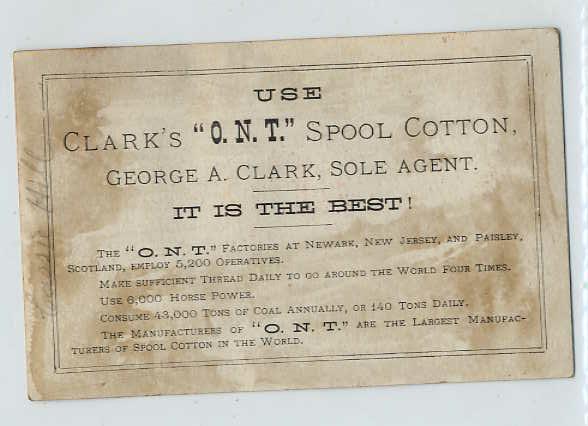 USE
CLARK'S "O. N. T." SPOOL COTTON,
GEORGE A. CLARK, SOLE AGENT.
IT IS THE BEST!
THE "O. N. T." FACTORIES AT NEWARK, NEW JERSEY, AND PAISLEY,
SCOTLAND, EMPLOY 5,200 OPERATIVES.
MAKE SUFFICIENT THREAD DAILY TO GO AROUND THE WORLD FOUR TIMES.
USE 6,000 HORSE POWER.
CONSUME 43,000 TONS OF COAL ANNUALLY, OR 140 TONS DAILY.
THE MANUFACTURERS OF "O. N. T." ARE THE LARGEST MANUFAC-
TURERS OF SPOOL COTTON IN THE WORLD.